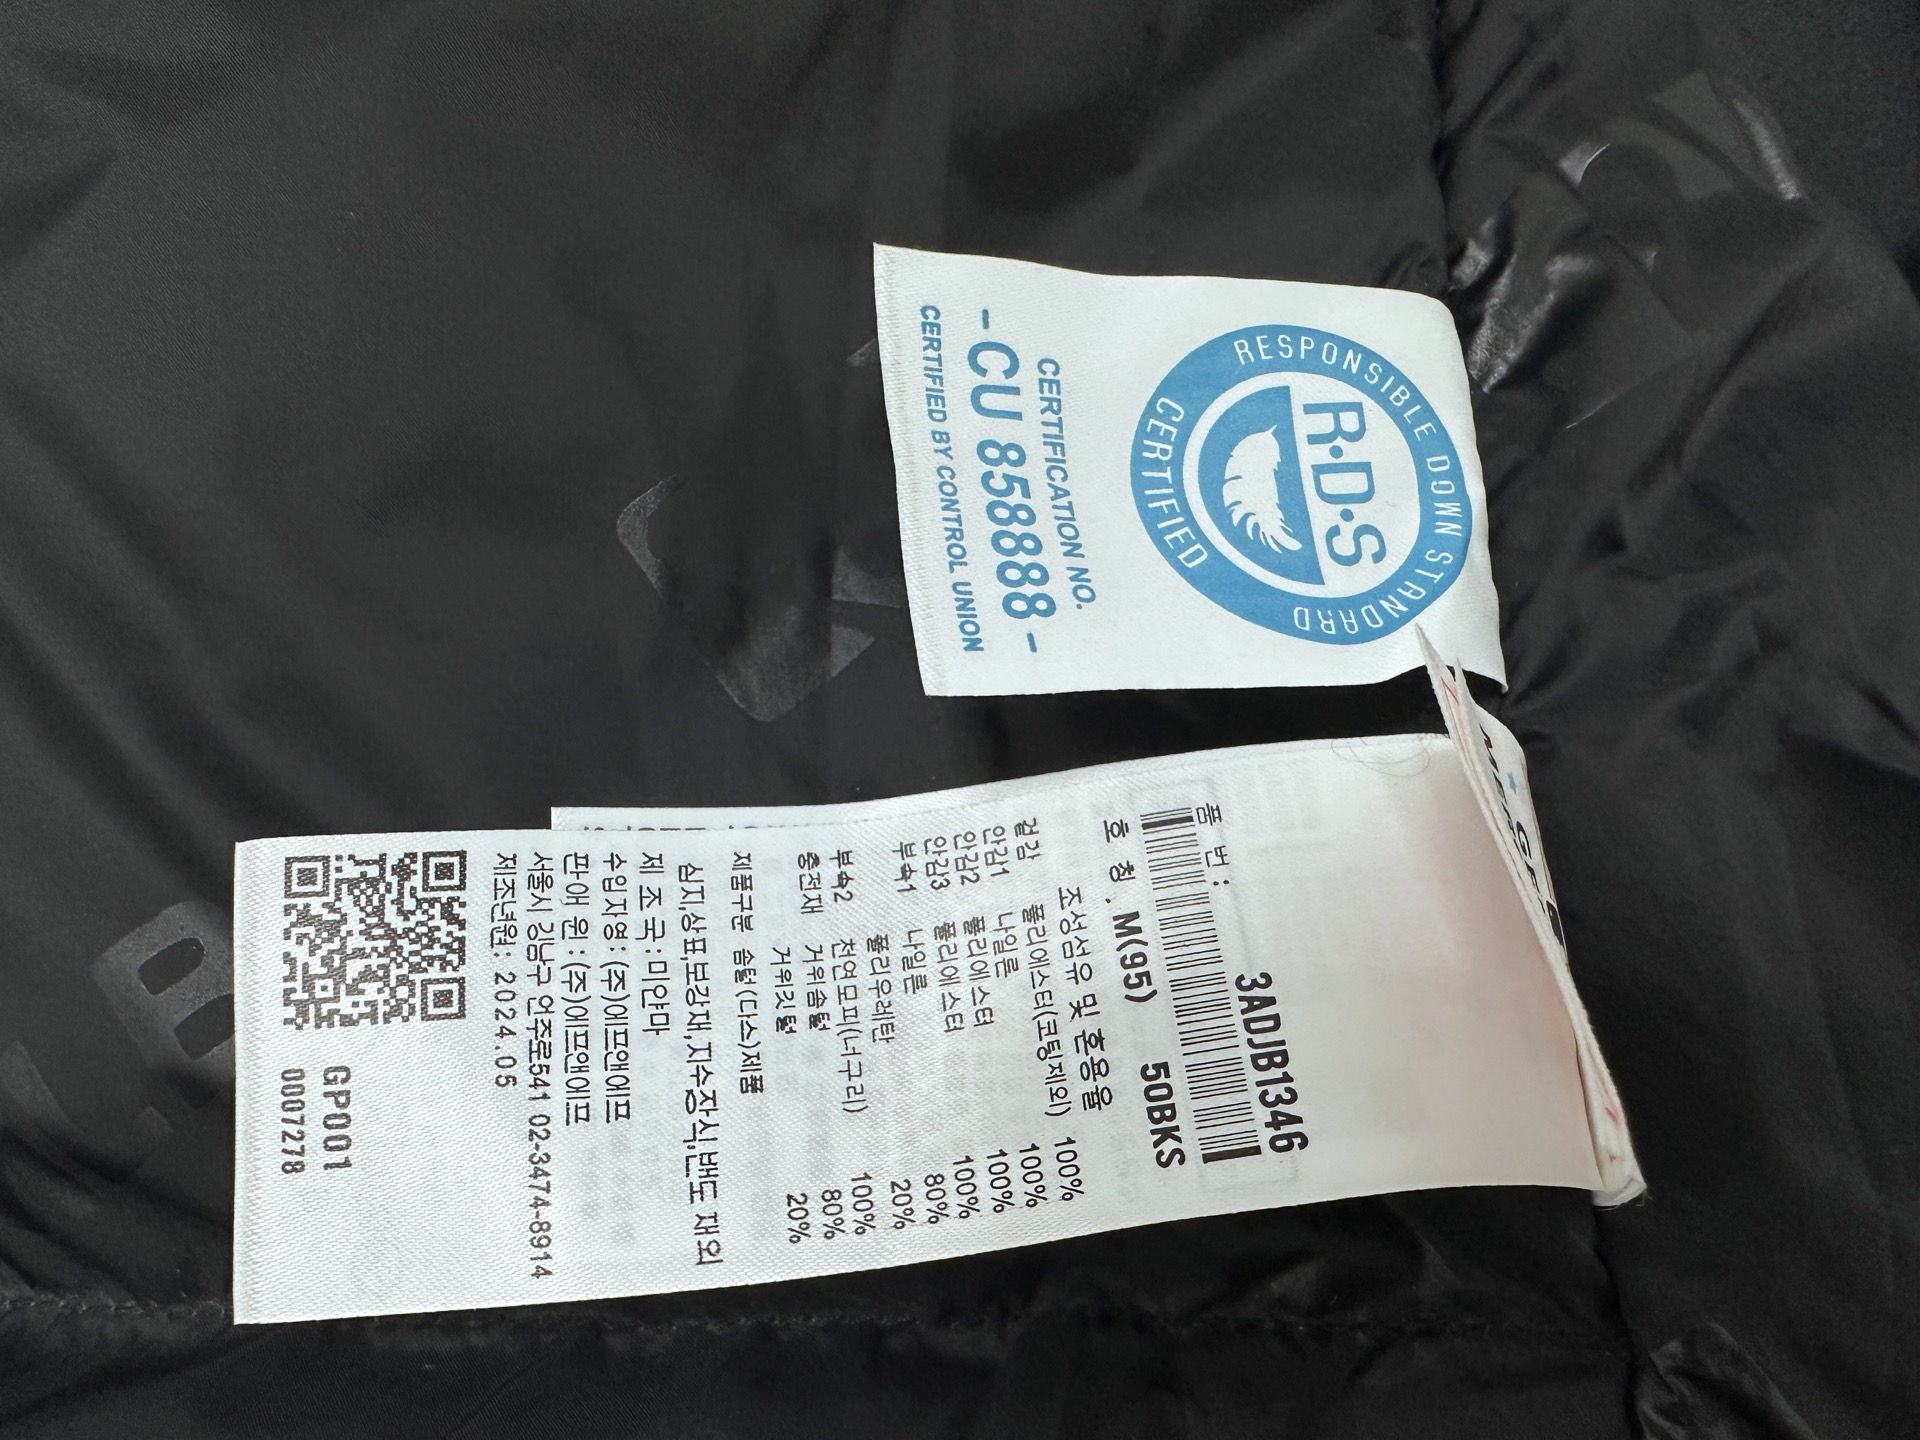 RESPONSIBLE DOWN STANDARD
R·D·S
CERTIFIED
CERTIFICATION NO.
- CU 858888 -
CERTIFIED BY CONTROL UNION
품 번 :
3ADJB1346
호 칭 . M(95) 50BKS
조성섬유 및 혼용율
겉감 폴리에스터(코팅제외) 100%
안감1 나일론 100%
안감2 폴리에스터 100%
안감3 폴리에스터 100%
부속1 나일론 80%
폴리우레탄 20%
부속2 천연모피(너구리) 100%
충전재 거위솜털 80%
거위깃털 20%
제품구분 솜털(다운)제품
심지,상표,보강재,지수장식,밴드 재외
제 조 국 : 미얀마
수입자명 : (주)에프앤에프
판 매 원 : (주)에프앤에프
서울시 강남구 언주로541 02-3474-8914
제조년월: 2024.05
GP001
0007278